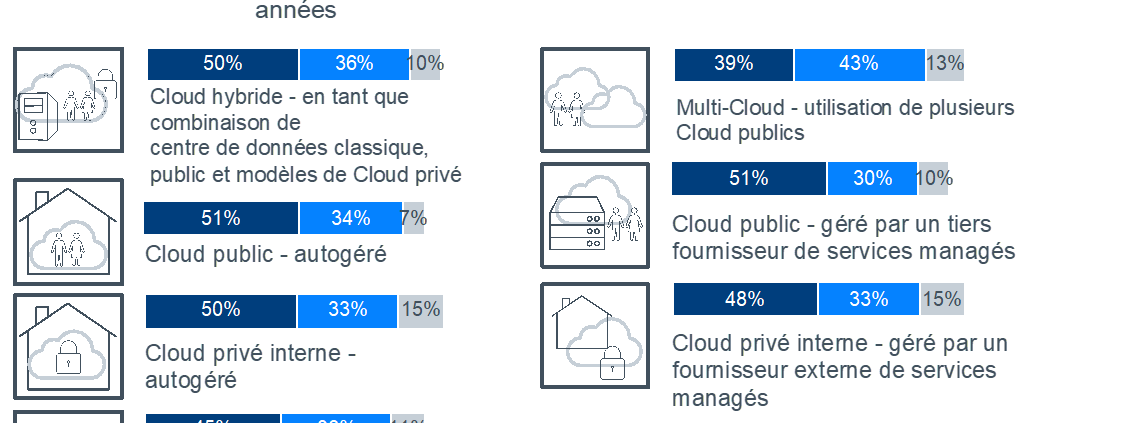 années
50% 36% 10%
Cloud hybride - en tant que
combinaison de
centre de données classique,
public et modèles de Cloud privé
51% 34% 7%
Cloud public - autogéré
50% 33% 15%
Cloud privé interne -
autogéré
39% 43% 13%
Multi-Cloud - utilisation de plusieurs
Cloud publics
51% 30% 10%
Cloud public - géré par un tiers
fournisseur de services managés
48% 33% 15%
Cloud privé interne - géré par un
fournisseur externe de services
managés